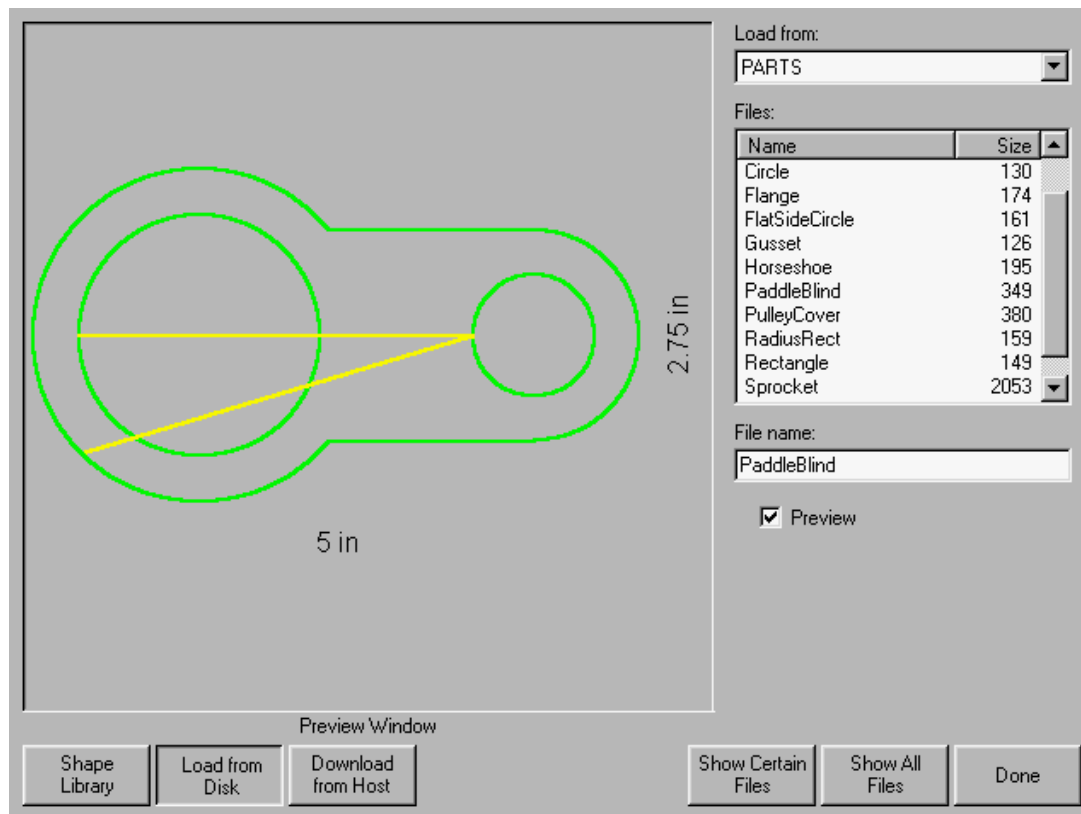 Load from:
PARTS
Files:
Name Size
Circle 130
Flange 174
FlatSideCircle 161
Gusset 126
Horseshoe 195
PaddleBlind 349
PulleyCover 380
RadiusRect 159
Rectangle 149
Sprocket 2053
File name:
PaddleBlind
Preview
2.75 in
5 in
Preview Window
Shape
Library
Load from
Disk
Download
from Host
Show Certain
Files
Show All
Files
Done